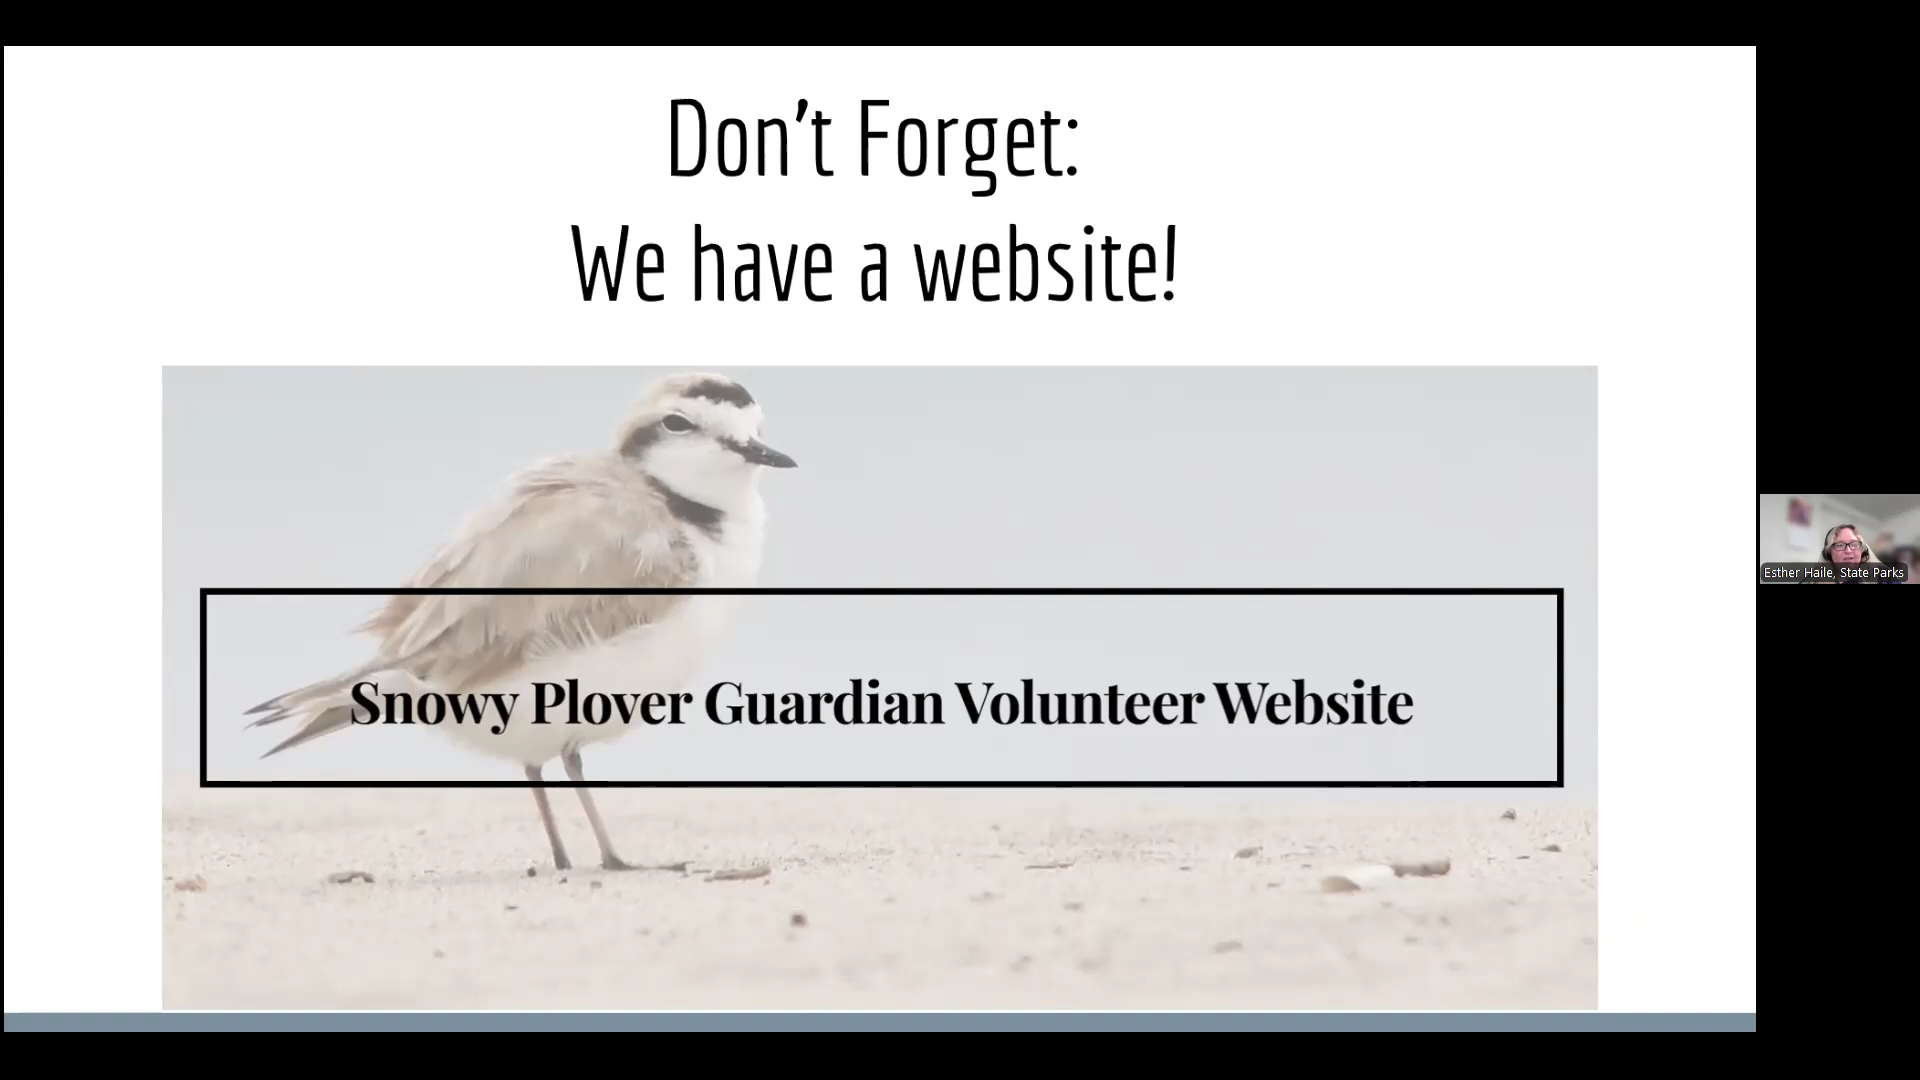 Don't Forget:
We have a website!
Snowy Plover Guardian Volunteer Website
Esther Haile, State Parks